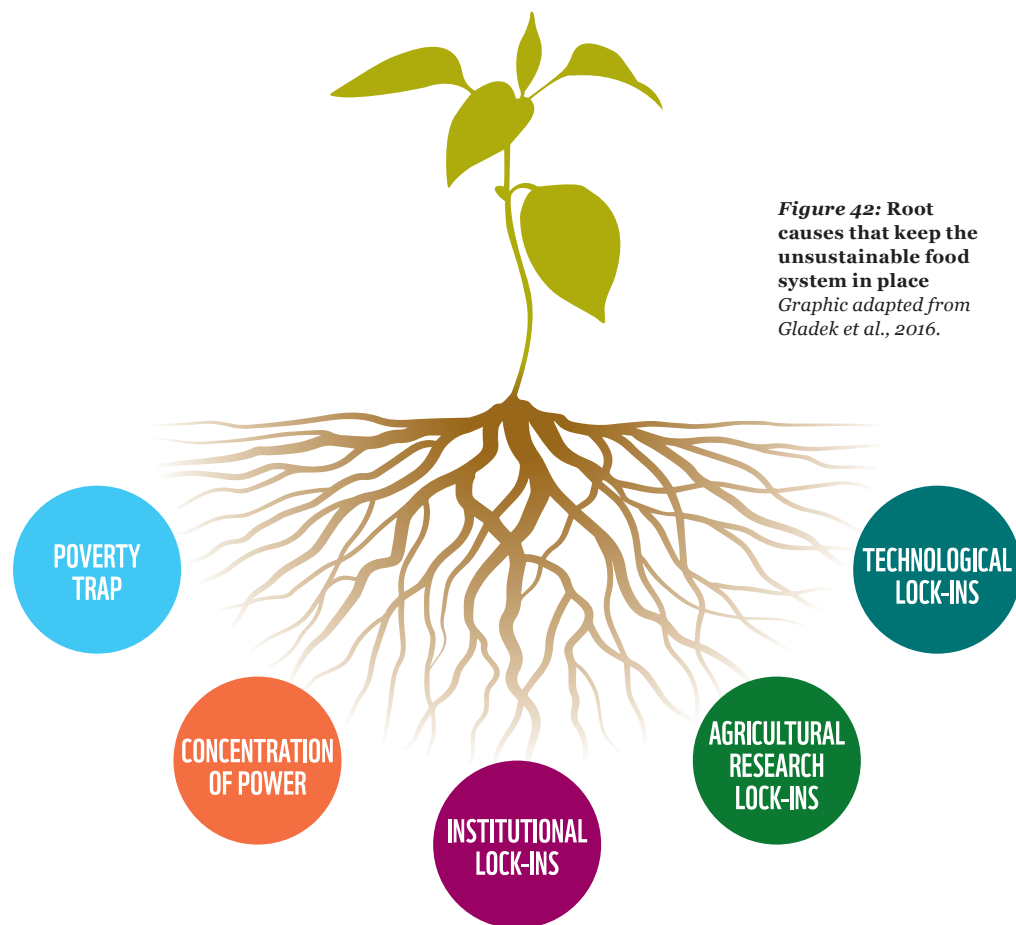 Figure 42: Root
causes that keep the
unsustainable food
system in place
Graphic adapted from
Gladek et al., 2016.
POVERTY
TRAP
CONCENTRATION
OF POWER
INSTITUTIONAL
LOCK-INS
AGRICULTURAL
RESEARCH
LOCK-INS
TECHNOLOGICAL
LOCK-INS